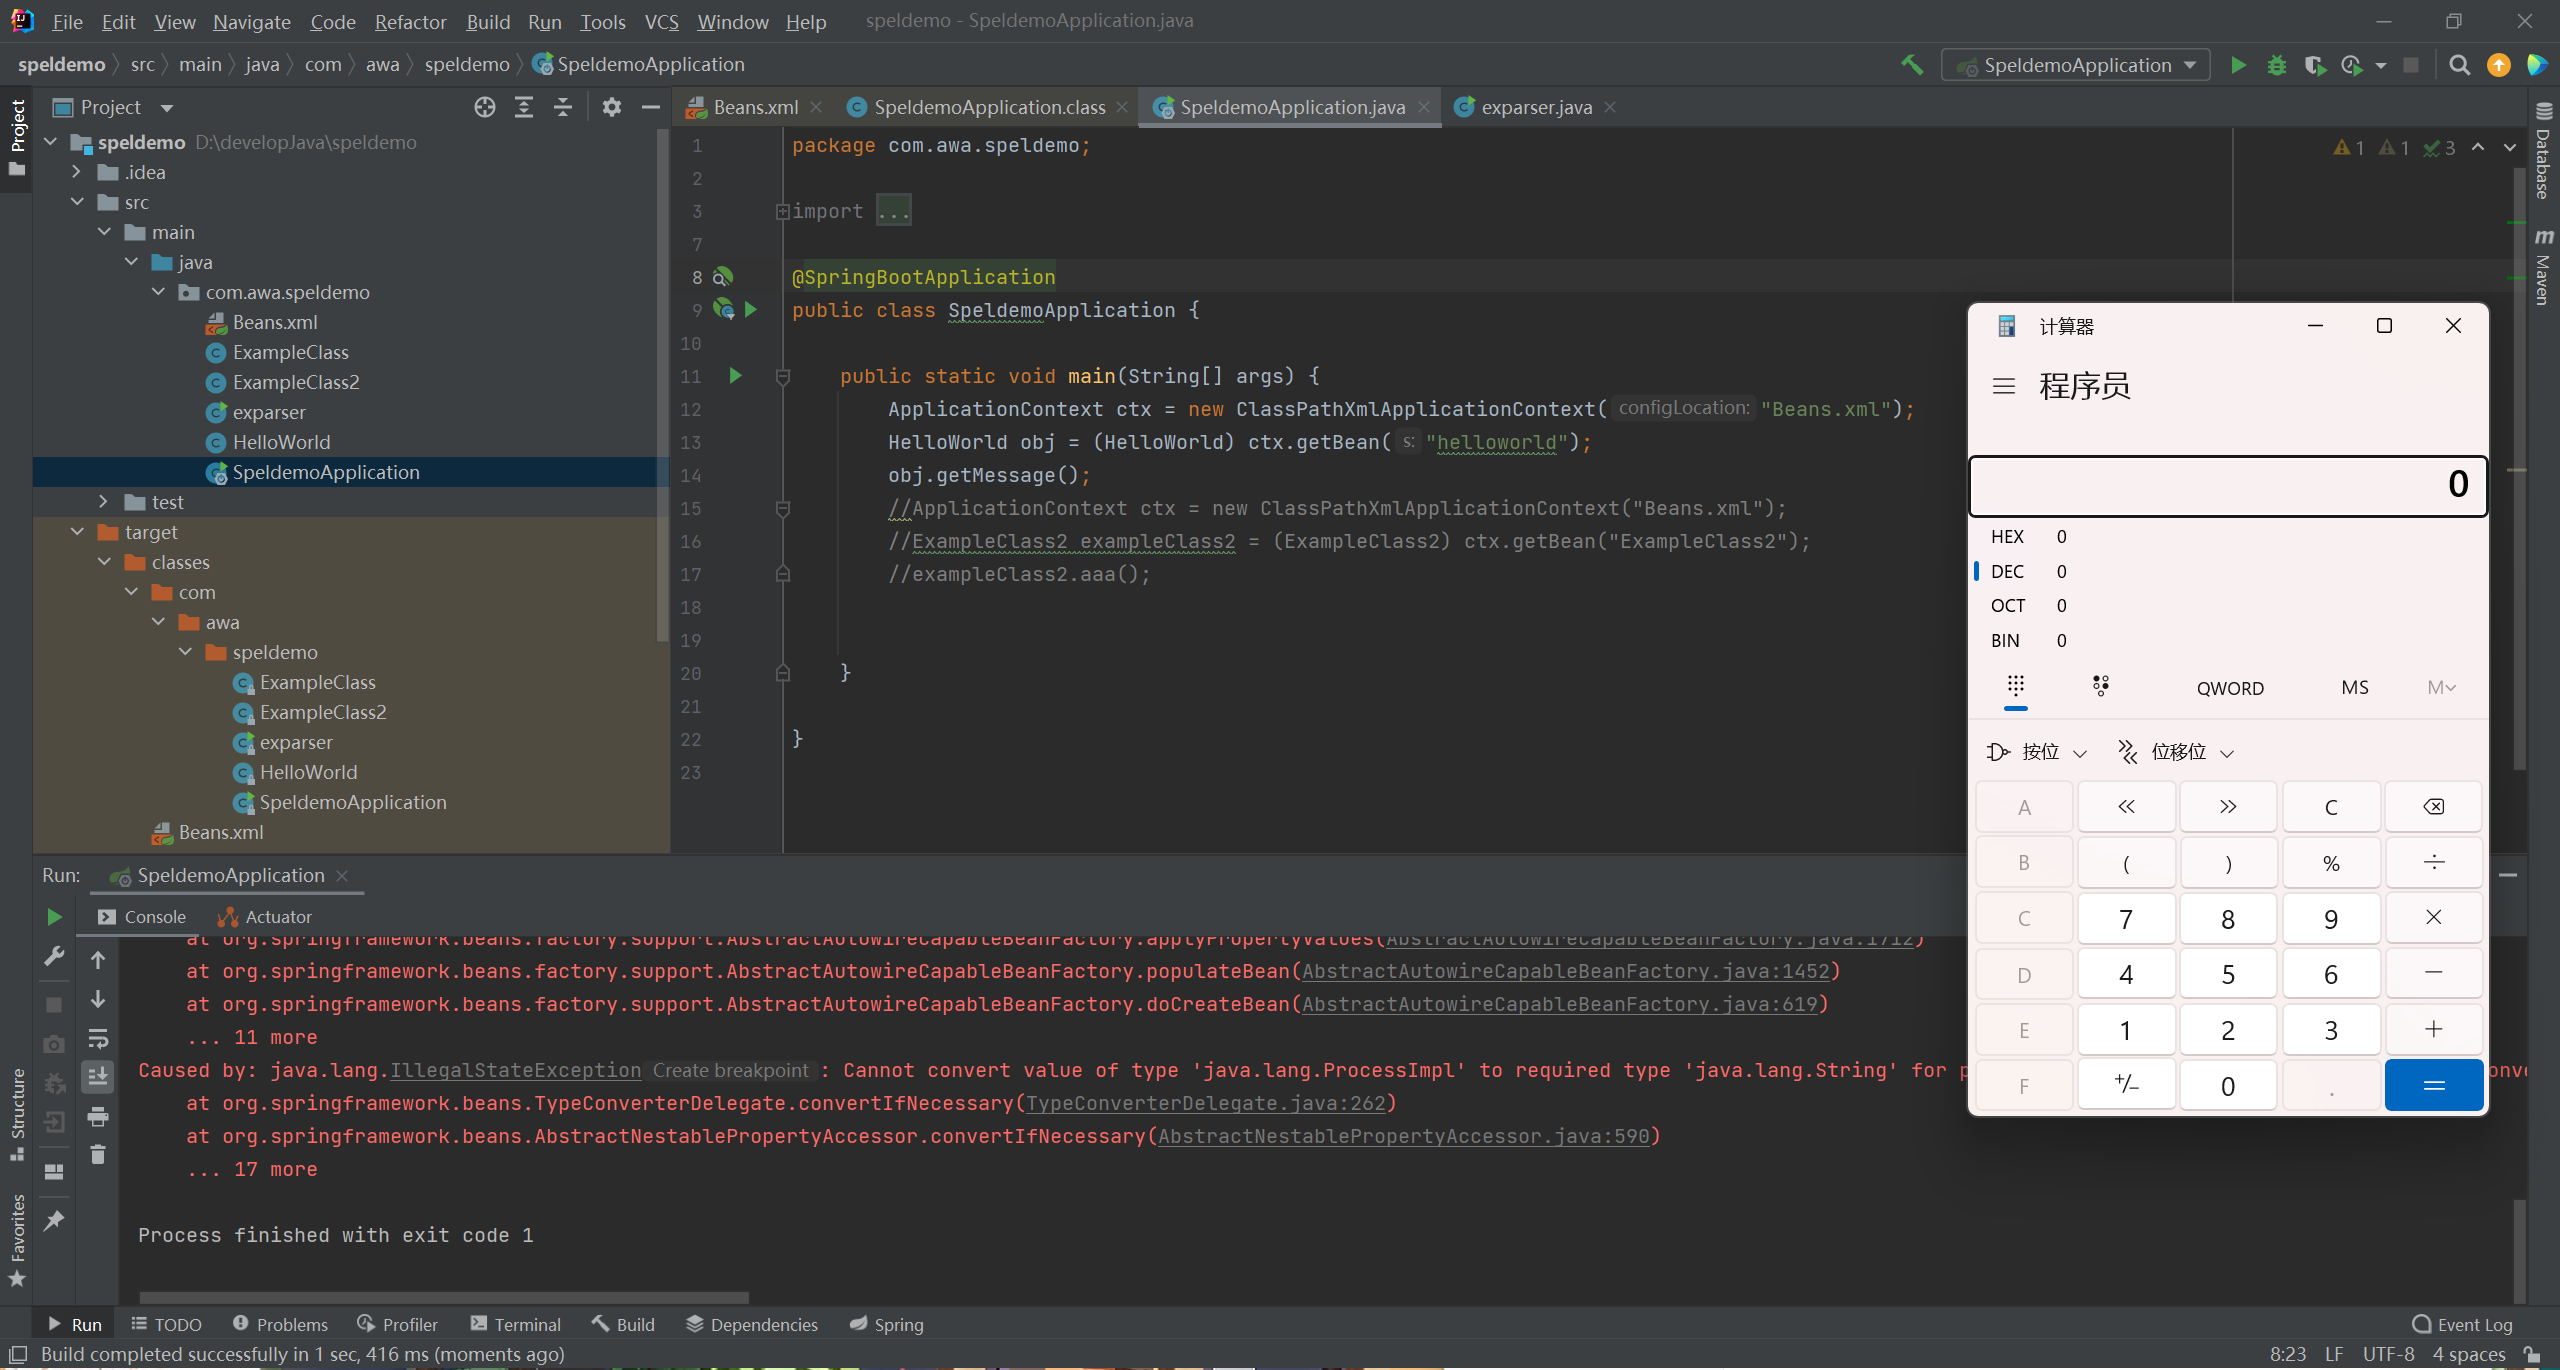 File Edit View Navigate Code Refactor Build Run Tools VCS Window Help speldemo - SpeldemoApplication.java
speldemo src main java com awa speldemo SpeldemoApplication
SpeldemoApplication
Project
speldemo D:\developJava\speldemo
.idea
src
main
java
com.awa.speldemo
Beans.xml
ExampleClass
ExampleClass2
exparser
HelloWorld
SpeldemoApplication
test
target
classes
com
awa
speldemo
ExampleClass
ExampleClass2
exparser
HelloWorld
SpeldemoApplication
Beans.xml
Project
Structure
Favorites
Beans.xml SpeldemoApplication.class SpeldemoApplication.java exparser.java
1 package com.awa.speldemo;
2
3 import ...
7
8 @SpringBootApplication
9 public class SpeldemoApplication {
10
11 public static void main(String[] args) {
12 ApplicationContext ctx = new ClassPathXmlApplicationContext( configLocation: "Beans.xml");
13 HelloWorld obj = (HelloWorld) ctx.getBean( s: "helloworld");
14 obj.getMessage();
15 //ApplicationContext ctx = new ClassPathXmlApplicationContext("Beans.xml");
16 //ExampleClass2 exampleClass2 = (ExampleClass2) ctx.getBean("ExampleClass2");
17 //exampleClass2.aaa();
18
19
20 }
21
22 }
23
1 1 3
Database
Maven
计算器
程序员
0
HEX 0
DEC 0
OCT 0
BIN 0
QWORD MS M
按位 位移位
A << >> C
B ( ) % ÷
C 7 8 9 ×
D 4 5 6 −
E 1 2 3 +
F +/− 0 . =
Run: SpeldemoApplication
Console Actuator
at org.springframework.beans.factory.support.AbstractAutowireCapableBeanFactory.applyPropertyValues(AbstractAutowireCapableBeanFactory.java:1712)
at org.springframework.beans.factory.support.AbstractAutowireCapableBeanFactory.populateBean(AbstractAutowireCapableBeanFactory.java:1452)
at org.springframework.beans.factory.support.AbstractAutowireCapableBeanFactory.doCreateBean(AbstractAutowireCapableBeanFactory.java:619)
... 11 more
Caused by: java.lang.IllegalStateException Create breakpoint : Cannot convert value of type 'java.lang.ProcessImpl' to required type 'java.lang.String' for
at org.springframework.beans.TypeConverterDelegate.convertIfNecessary(TypeConverterDelegate.java:262)
at org.springframework.beans.AbstractNestablePropertyAccessor.convertIfNecessary(AbstractNestablePropertyAccessor.java:590)
... 17 more
Process finished with exit code 1
Run TODO Problems Profiler Terminal Build Dependencies Spring Event Log
Build completed successfully in 1 sec, 416 ms (moments ago) 8:23 LF UTF-8 4 spaces